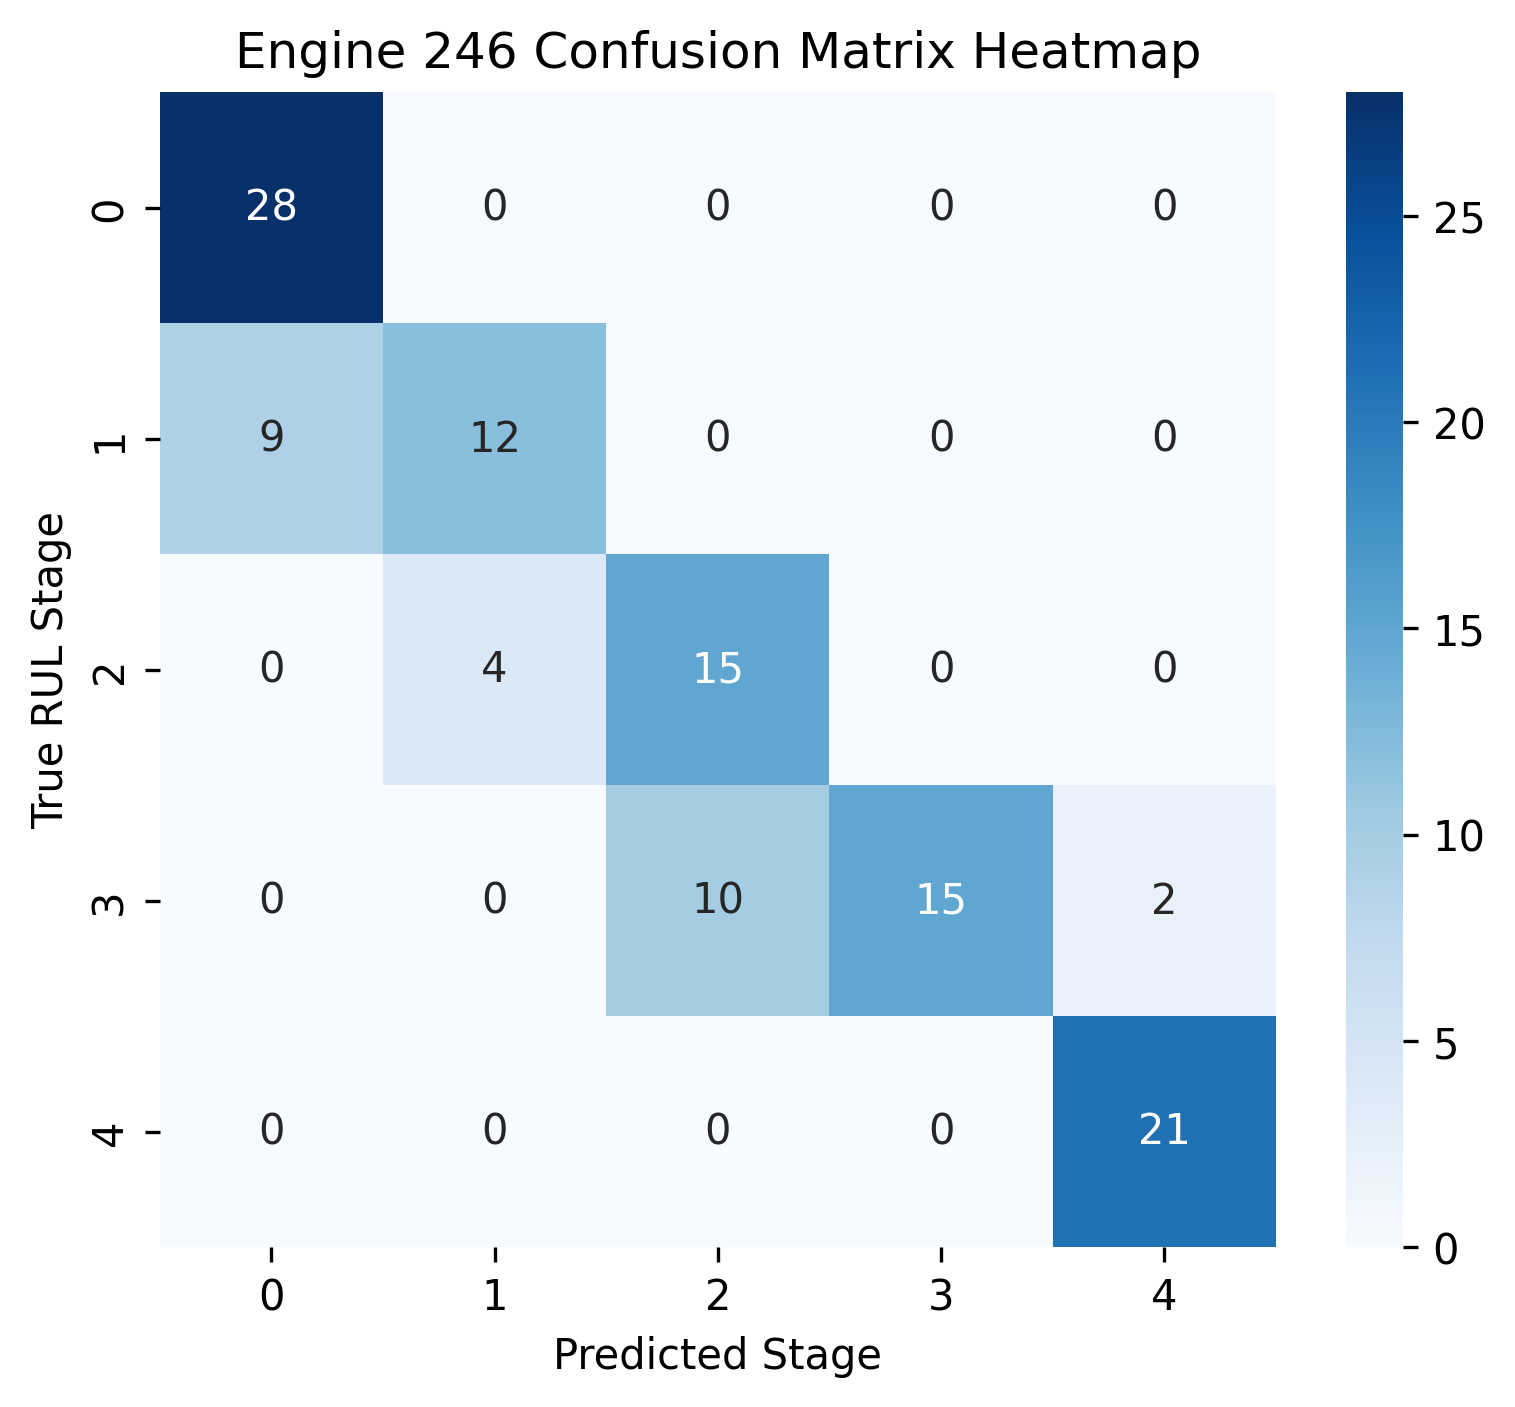 Engine 246 Confusion Matrix Heatmap
True RUL Stage
0 28 0 0 0 0
1 9 12 0 0 0
2 0 4 15 0 0
3 0 0 10 15 2
4 0 0 0 0 21
0 1 2 3 4
Predicted Stage
25
20
15
10
5
0